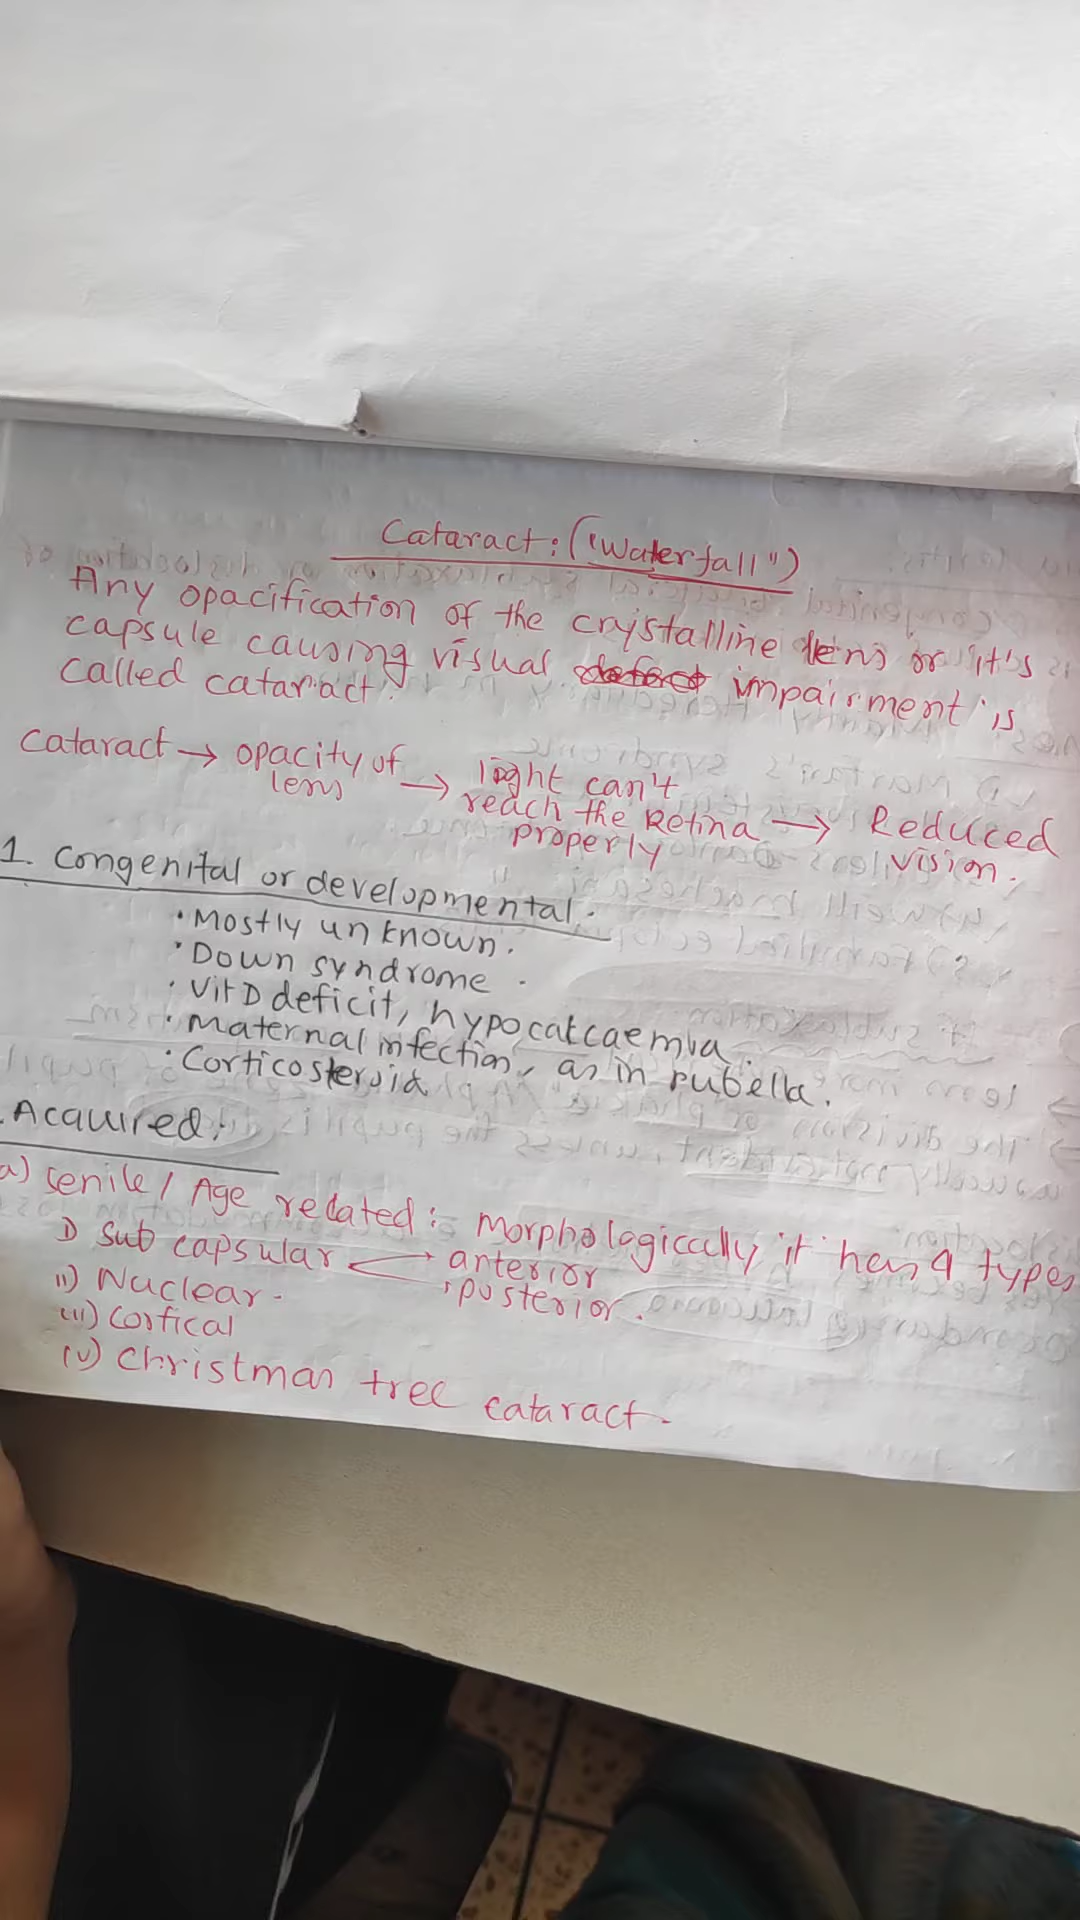 Cataract: ("Waterfall")
Any opacification of the crystalline lens or it's
capsule causing visual impairment is
called cataract.
Cataract → opacity of lens → light can't reach the Retina properly → Reduced vision.
1. Congenital or developmental.
• Mostly unknown.
• Down syndrome.
• Vit D deficit, hypocalcaemia.
• Maternal infection, as in rubella.
• Corticosteroid
. Acquired:
a) Senile / Age related: Morphologically it has 4 types
i) Sub capsular → anterior
→ posterior.
ii) Nuclear.
iii) Cortical
iv) Christman tree cataract.